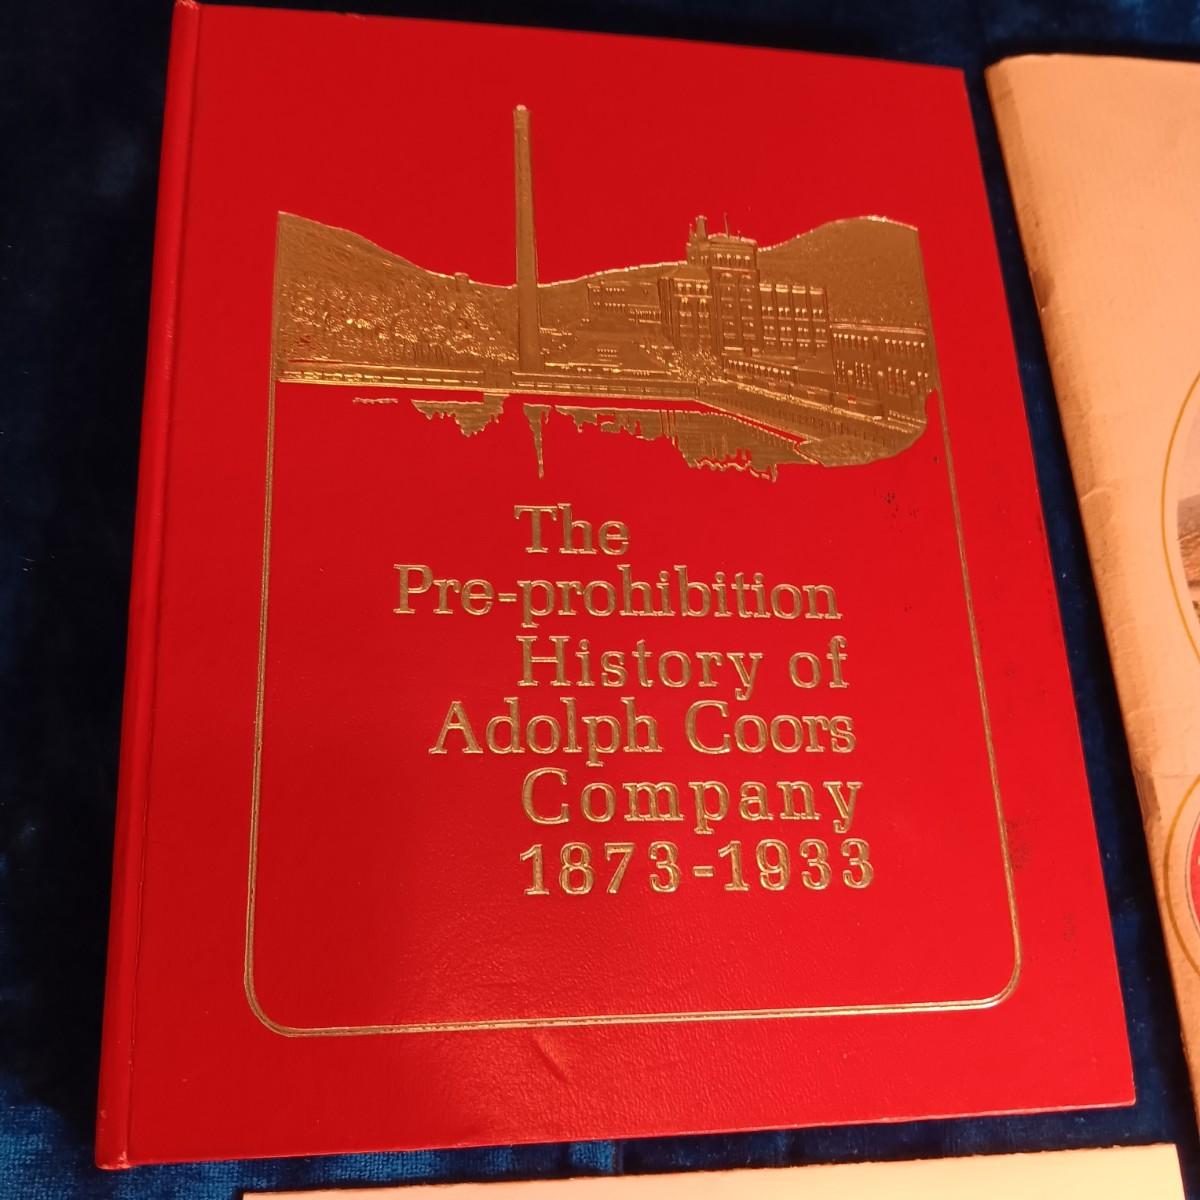 The
Pre-prohibition
History of
Adolph Coors
Company
1873-1933